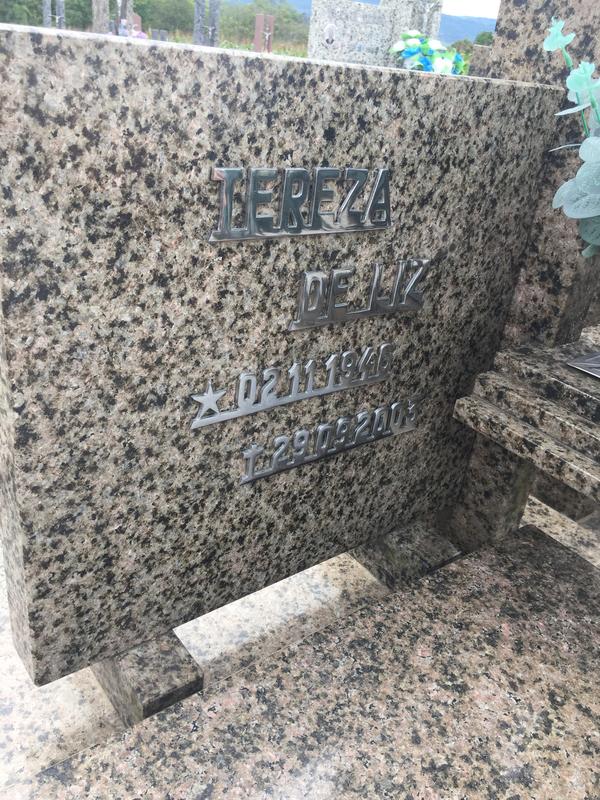 TEREZA
DE LIZ
★ 02 11 1946
✝ 29 09 2003